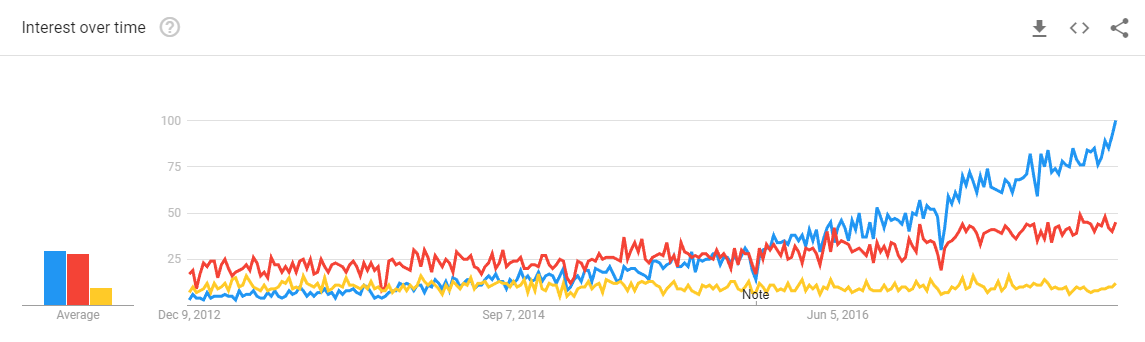 Interest over time ?
100
75
50
25
Note
Average
Dec 9, 2012
Sep 7, 2014
Jun 5, 2016